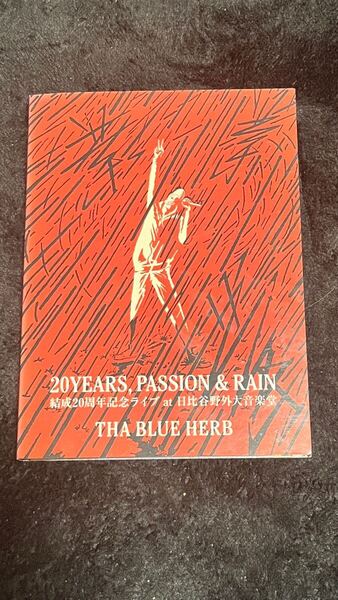 20YEARS, PASSION & RAIN
結成20周年記念ライブ at 日比谷野外大音楽堂
THA BLUE HERB